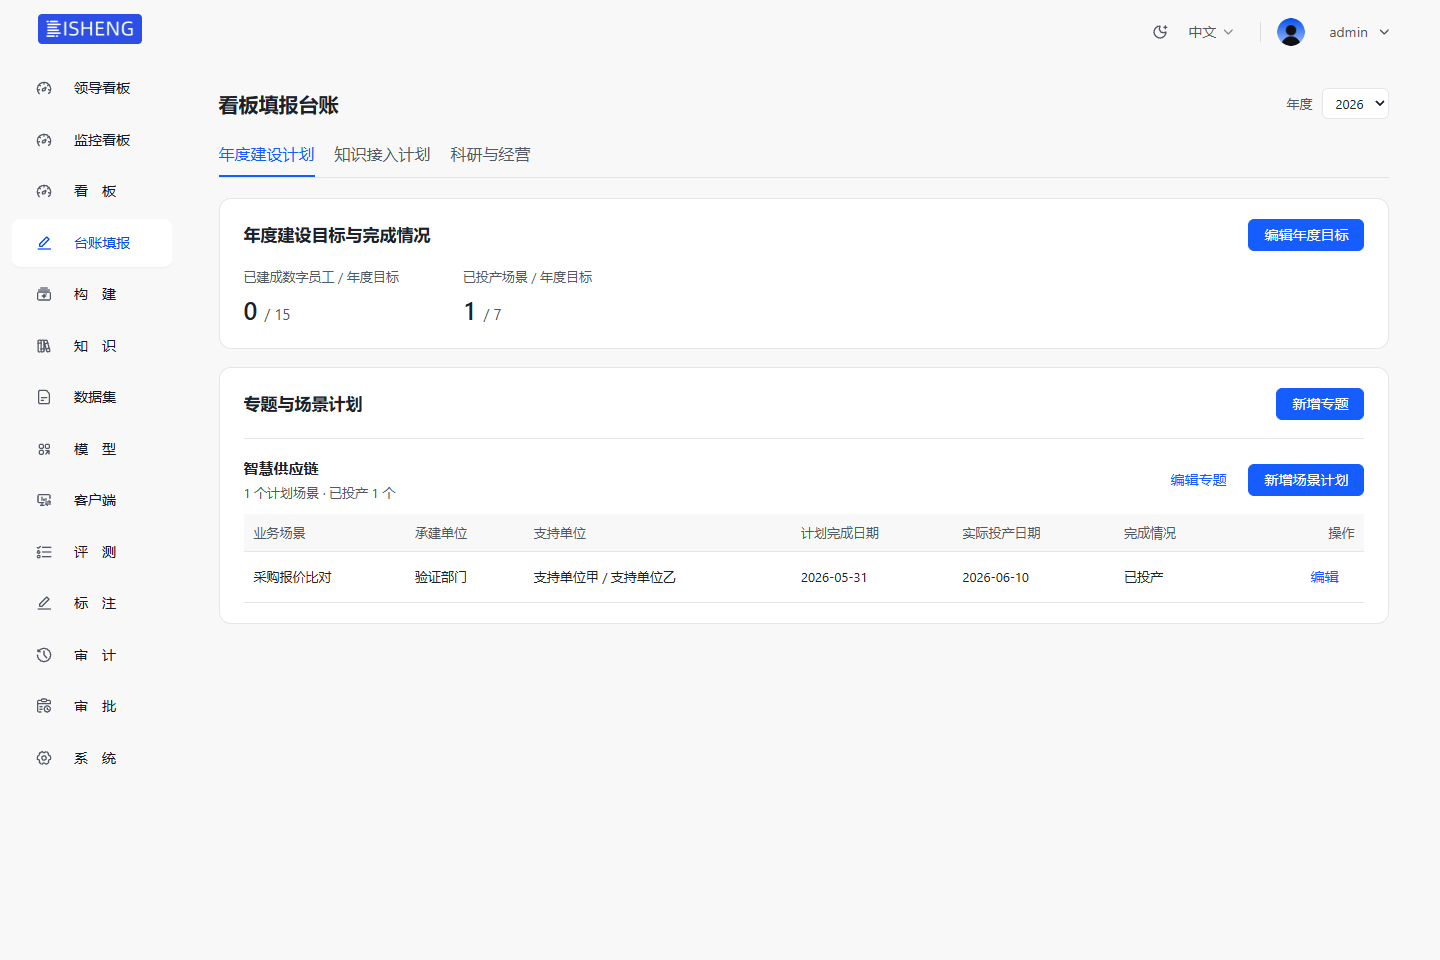 ISHENG
中文
admin
领导看板
监控看板
看 板
台账填报
构 建
知 识
数据集
模 型
客户端
评 测
标 注
审 计
审 批
系 统
看板填报台账
年度 2026
年度建设计划 知识接入计划 科研与经营
年度建设目标与完成情况
编辑年度目标
已建成数字员工 / 年度目标 已投产场景 / 年度目标
0 / 15 1 / 7
专题与场景计划
新增专题
智慧供应链
1 个计划场景 · 已投产 1 个
编辑专题 新增场景计划
业务场景 承建单位 支持单位 计划完成日期 实际投产日期 完成情况 操作
采购报价比对 验证部门 支持单位甲 / 支持单位乙 2026-05-31 2026-06-10 已投产 编辑